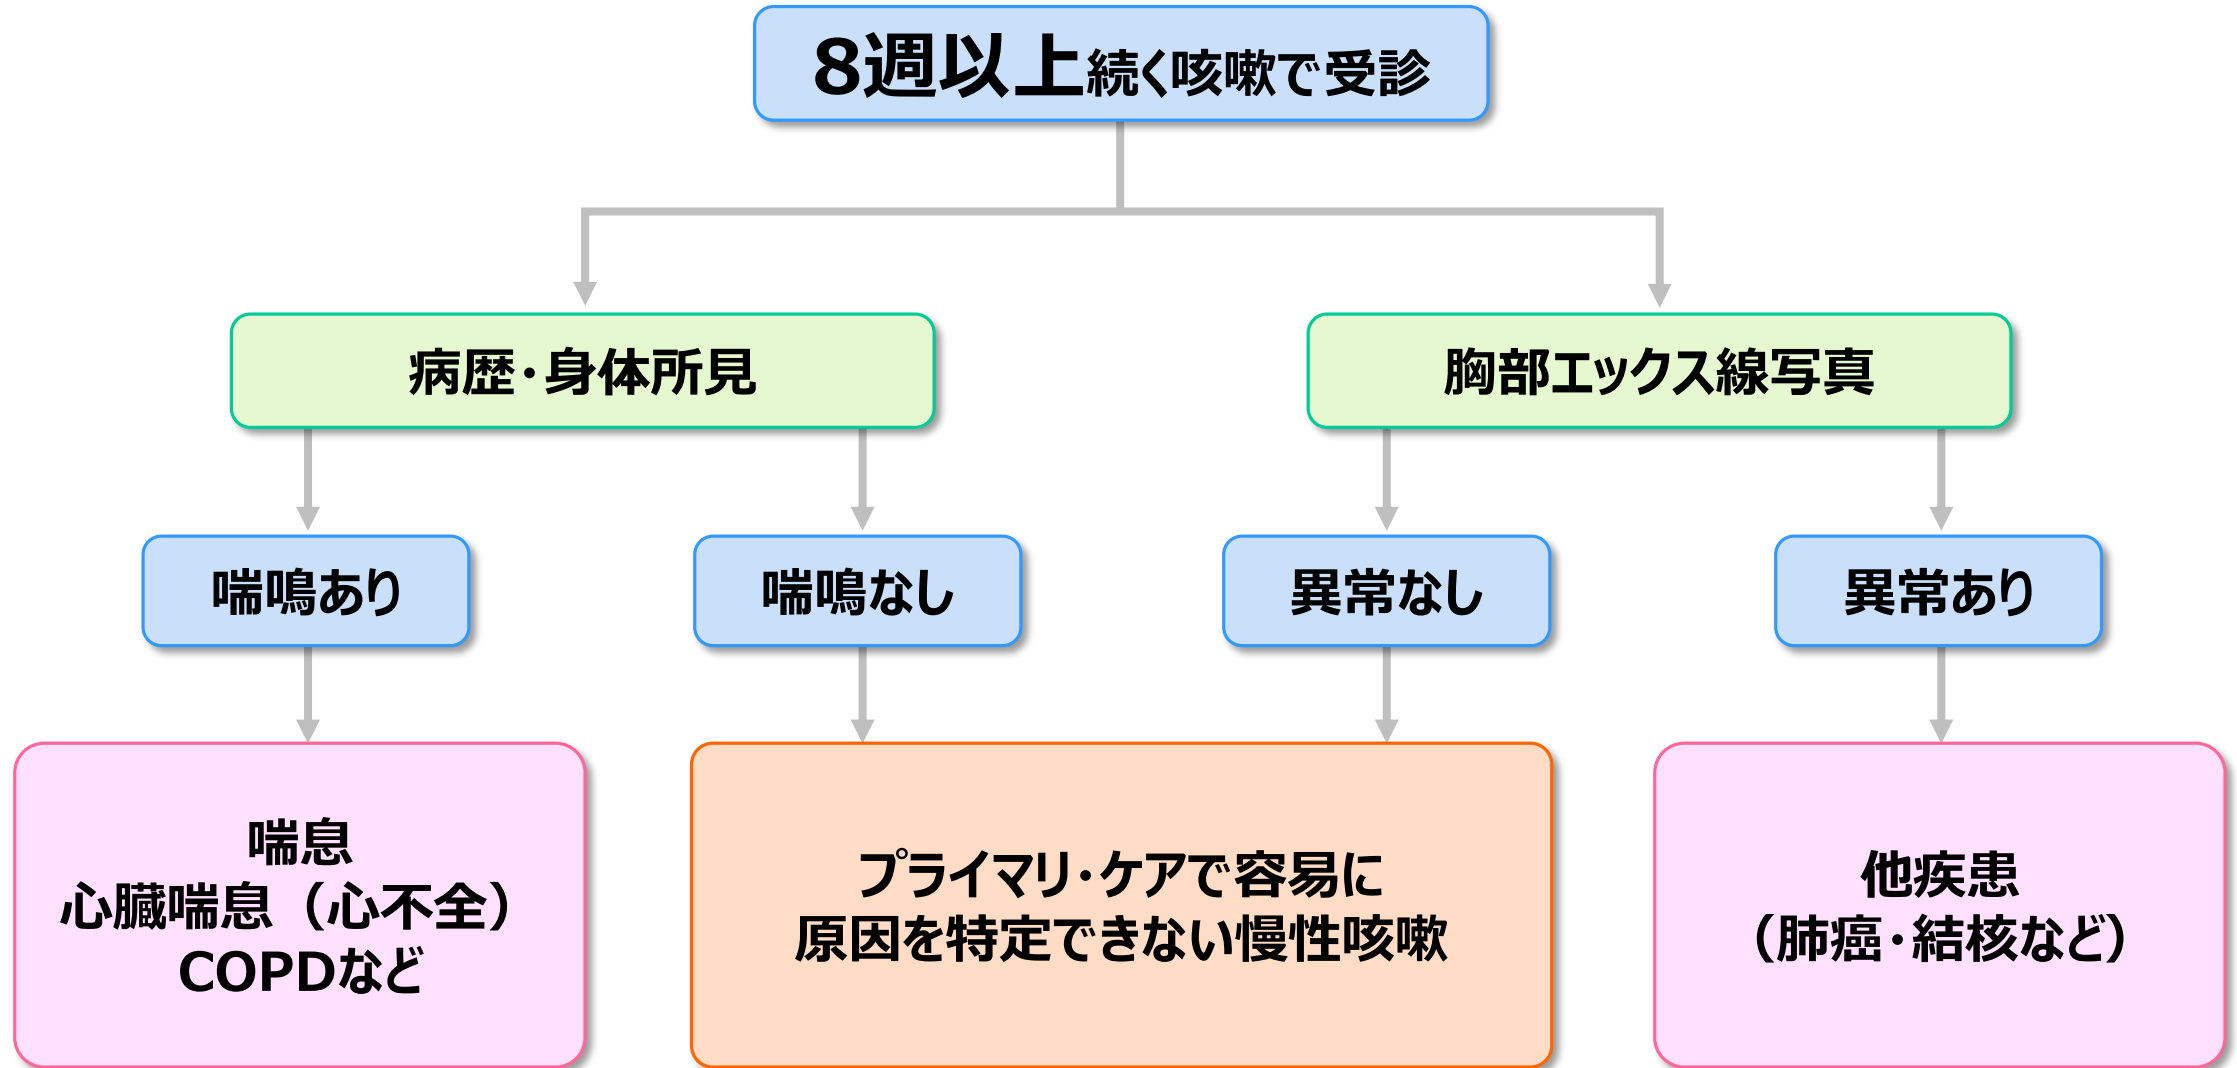 8週以上続く咳嗽で受診
病歴・身体所見
胸部エックス線写真
喘鳴あり
喘鳴なし
異常なし
異常あり
喘息
心臓喘息（心不全）
COPDなど
プライマリ・ケアで容易に
原因を特定できない慢性咳嗽
他疾患
（肺癌・結核など）